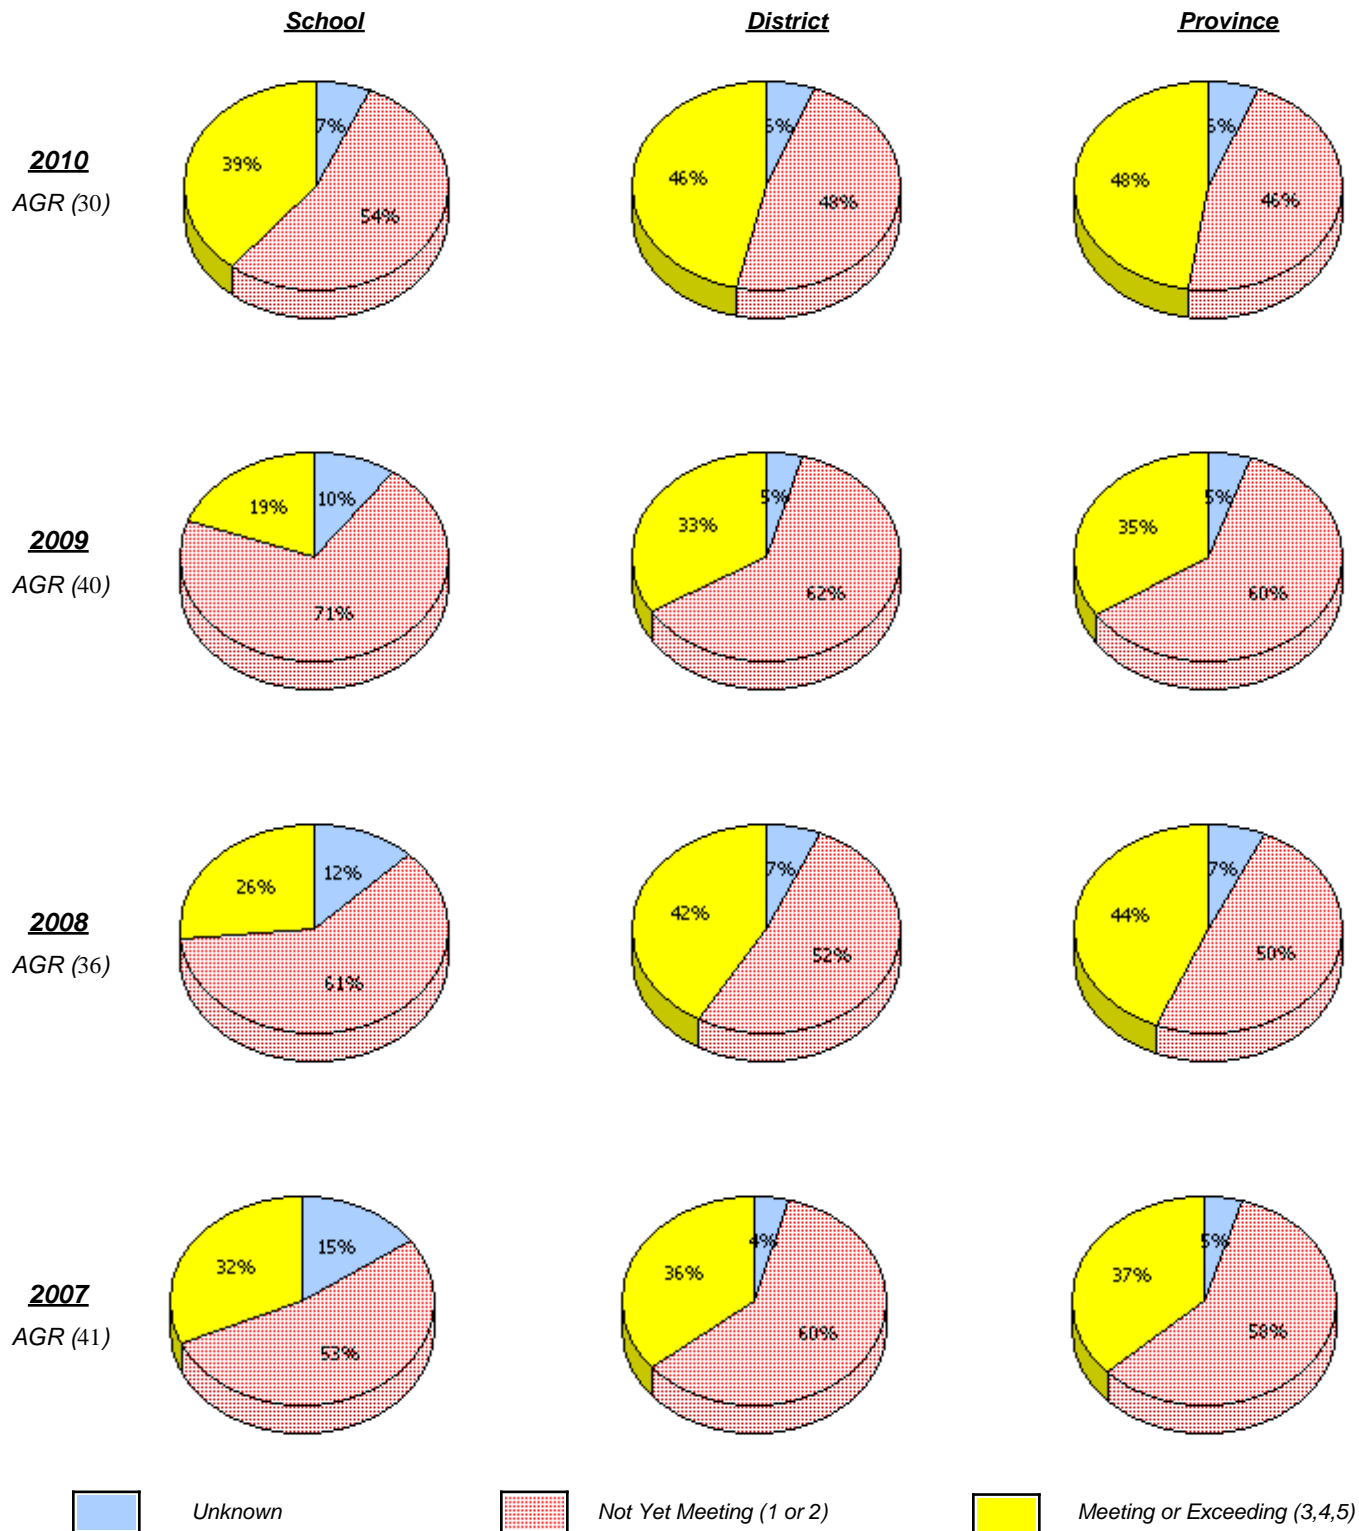 School District Province
39% 7% 54% 46% 48% 48% 46%
2010
AGR (30)
19% 10% 71% 33% 5% 62% 35% 5% 60%
2009
AGR (40)
26% 12% 61% 42% 7% 52% 44% 7% 50%
2008
AGR (36)
32% 15% 53% 36% 4% 60% 37% 5% 58%
2007
AGR (41)
Unknown Not Yet Meeting (1 or 2) Meeting or Exceeding (3,4,5)